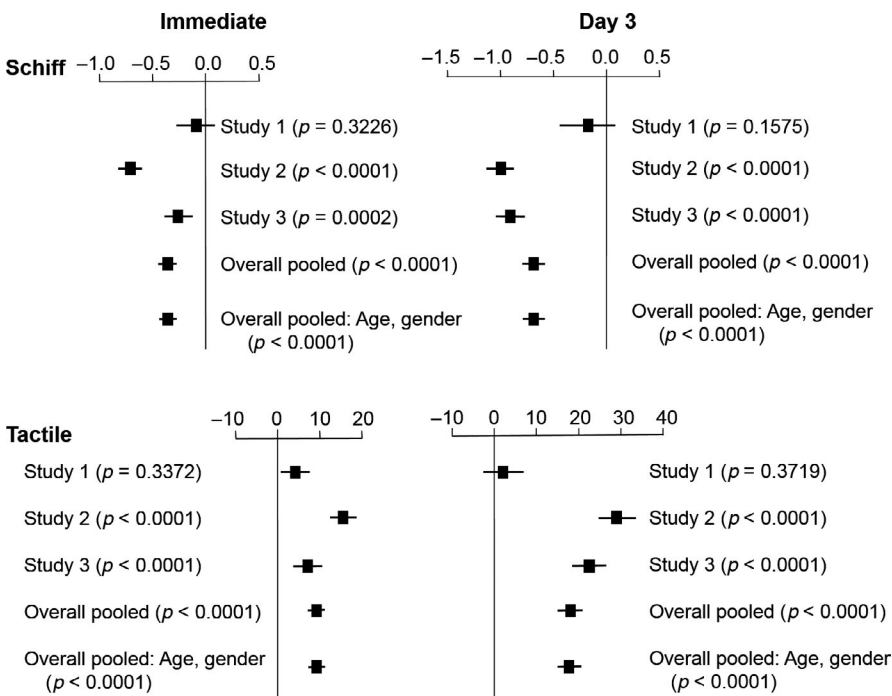 Immediate
Day 3
Schiff
−1.0 −0.5 0.0 0.5
−1.5 −1.0 −0.5 0.0 0.5
Study 1 (p = 0.3226)
Study 1 (p = 0.1575)
Study 2 (p < 0.0001)
Study 2 (p < 0.0001)
Study 3 (p = 0.0002)
Study 3 (p < 0.0001)
Overall pooled (p < 0.0001)
Overall pooled (p < 0.0001)
Overall pooled: Age, gender
(p < 0.0001)
Overall pooled: Age, gender
(p < 0.0001)
Tactile
−10 0 10 20
−10 0 10 20 30 40
Study 1 (p = 0.3372)
Study 1 (p = 0.3719)
Study 2 (p < 0.0001)
Study 2 (p < 0.0001)
Study 3 (p < 0.0001)
Study 3 (p < 0.0001)
Overall pooled (p < 0.0001)
Overall pooled (p < 0.0001)
Overall pooled: Age, gender
(p < 0.0001)
Overall pooled: Age, gender
(p < 0.0001)